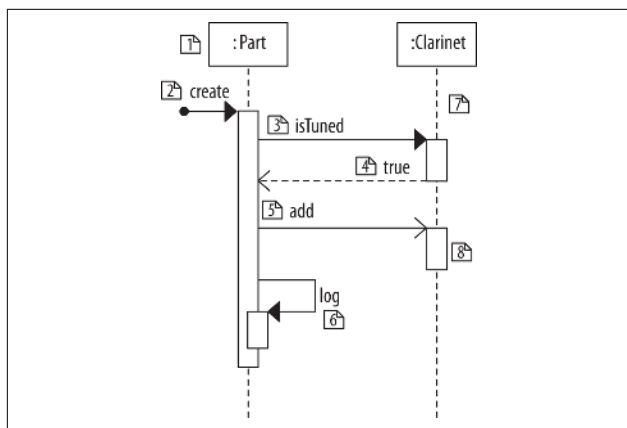 1 :Part :Clarinet
2 create 7
3 isTuned
4 true
5 add
8
log
6